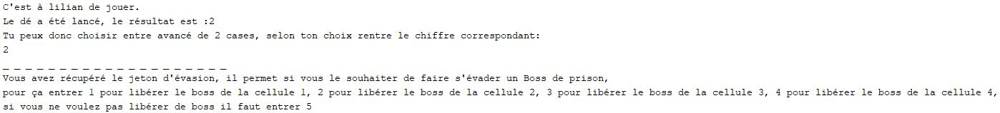 C'est à lilian de jouer.
Le dé a été lancé, le résultat est :2
Tu peux donc choisir entre avancé de 2 cases, selon ton choix rentre le chiffre correspondant:
2
_ _ _ _ _ _ _ _ _ _ _ _ _ _ _ _ _ _ _ _
Vous avez récupéré le jeton d'évasion, il permet si vous le souhaiter de faire s'évader un Boss de prison,
pour ça entrer 1 pour libérer le boss de la cellule 1, 2 pour libérer le boss de la cellule 2, 3 pour libérer le boss de la cellule 3, 4 pour libérer le boss de la cellule 4,
si vous ne voulez pas libérer de boss il faut entrer 5